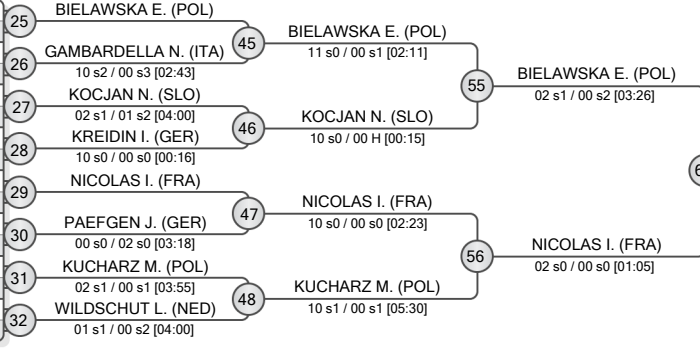 25
BIELAWSKA E. (POL)
26
GAMBARDELLA N. (ITA)
10 s2 / 00 s3 [02:43]
27
KOCJAN N. (SLO)
02 s1 / 01 s2 [04:00]
28
KREIDIN I. (GER)
10 s0 / 00 s0 [00:16]
29
NICOLAS I. (FRA)
30
PAEFGEN J. (GER)
00 s0 / 02 s0 [03:18]
31
KUCHARZ M. (POL)
02 s1 / 00 s1 [03:55]
32
WILDSCHUT L. (NED)
01 s1 / 00 s2 [04:00]
45
BIELAWSKA E. (POL)
11 s0 / 00 s1 [02:11]
46
KOCJAN N. (SLO)
10 s0 / 00 H [00:15]
47
NICOLAS I. (FRA)
10 s0 / 00 s0 [02:23]
48
KUCHARZ M. (POL)
10 s1 / 00 s1 [05:30]
55
BIELAWSKA E. (POL)
02 s1 / 00 s2 [03:26]
56
NICOLAS I. (FRA)
02 s0 / 00 s0 [01:05]